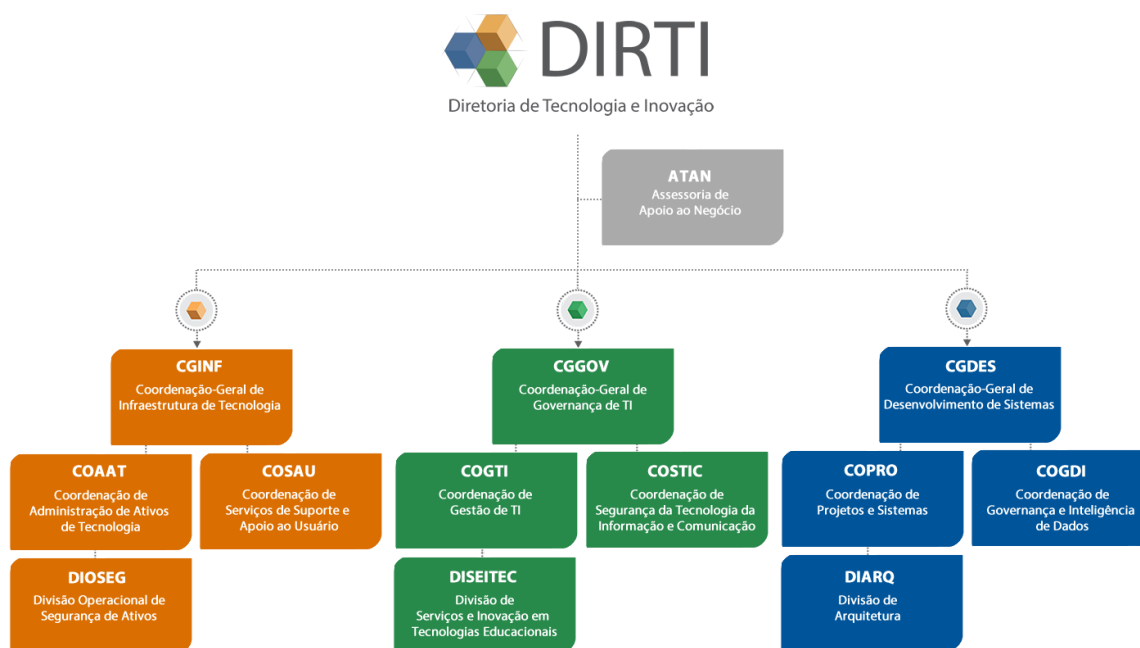 DIRTI
Diretoria de Tecnologia e Inovação
ATAN
Assessoria de
Apoio ao Negócio
CGINF
Coordenação-Geral de
Infraestrutura de Tecnologia
CGGOV
Coordenação-Geral de
Governança de TI
CGDES
Coordenação-Geral de
Desenvolvimento de Sistemas
COAAT
Coordenação de
Administração de Ativos
de Tecnologia
COSAU
Coordenação de
Serviços de Suporte e
Apoio ao Usuário
COGTI
Coordenação de
Gestão de TI
COSTIC
Coordenação de
Segurança da Tecnologia da
Informação e Comunicação
COPRO
Coordenação de
Projetos e Sistemas
COGDI
Coordenação de
Governança e Inteligência
de Dados
DIOSEG
Divisão Operacional de
Segurança de Ativos
DISEITEC
Divisão de
Serviços e Inovação em
Tecnologias Educacionais
DIARQ
Divisão de
Arquitetura